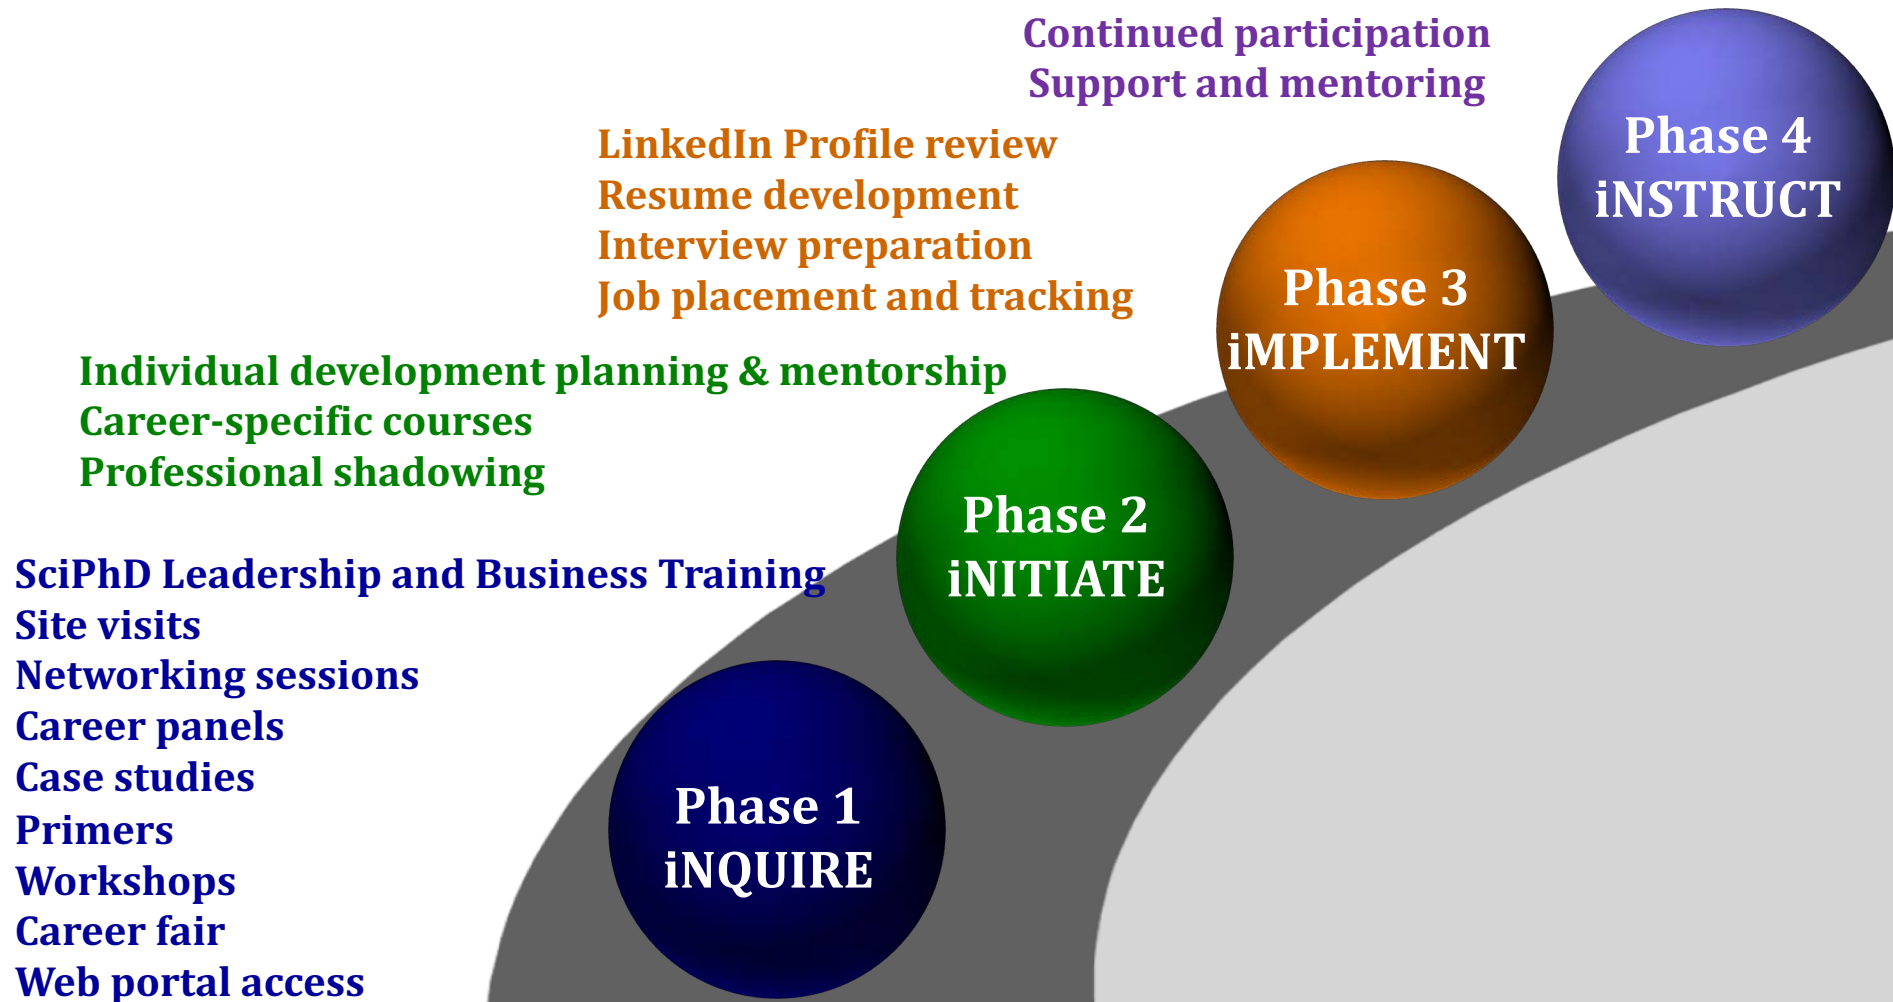 Continued participation
Support and mentoring
Phase 4
iNSTRUCT
LinkedIn Profile review
Resume development
Interview preparation
Job placement and tracking
Phase 3
iMPLEMENT
Individual development planning & mentorship
Career-specific courses
Professional shadowing
Phase 2
iNITIATE
SciPhD Leadership and Business Training
Site visits
Networking sessions
Career panels
Case studies
Primers
Workshops
Career fair
Web portal access
Phase 1
iNQUIRE